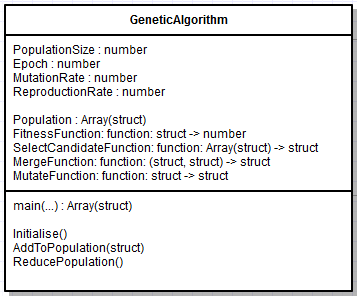 GeneticAlgorithm
PopulationSize : number
Epoch : number
MutationRate : number
ReproductionRate : number
Population : Array(struct)
FitnessFunction: function: struct -> number
SelectCandidateFunction: function: Array(struct) -> struct
MergeFunction: function: (struct, struct) -> struct
MutateFunction: function: struct -> struct
main(...) : Array(struct)
Initialise()
AddToPopulation(struct)
ReducePopulation()